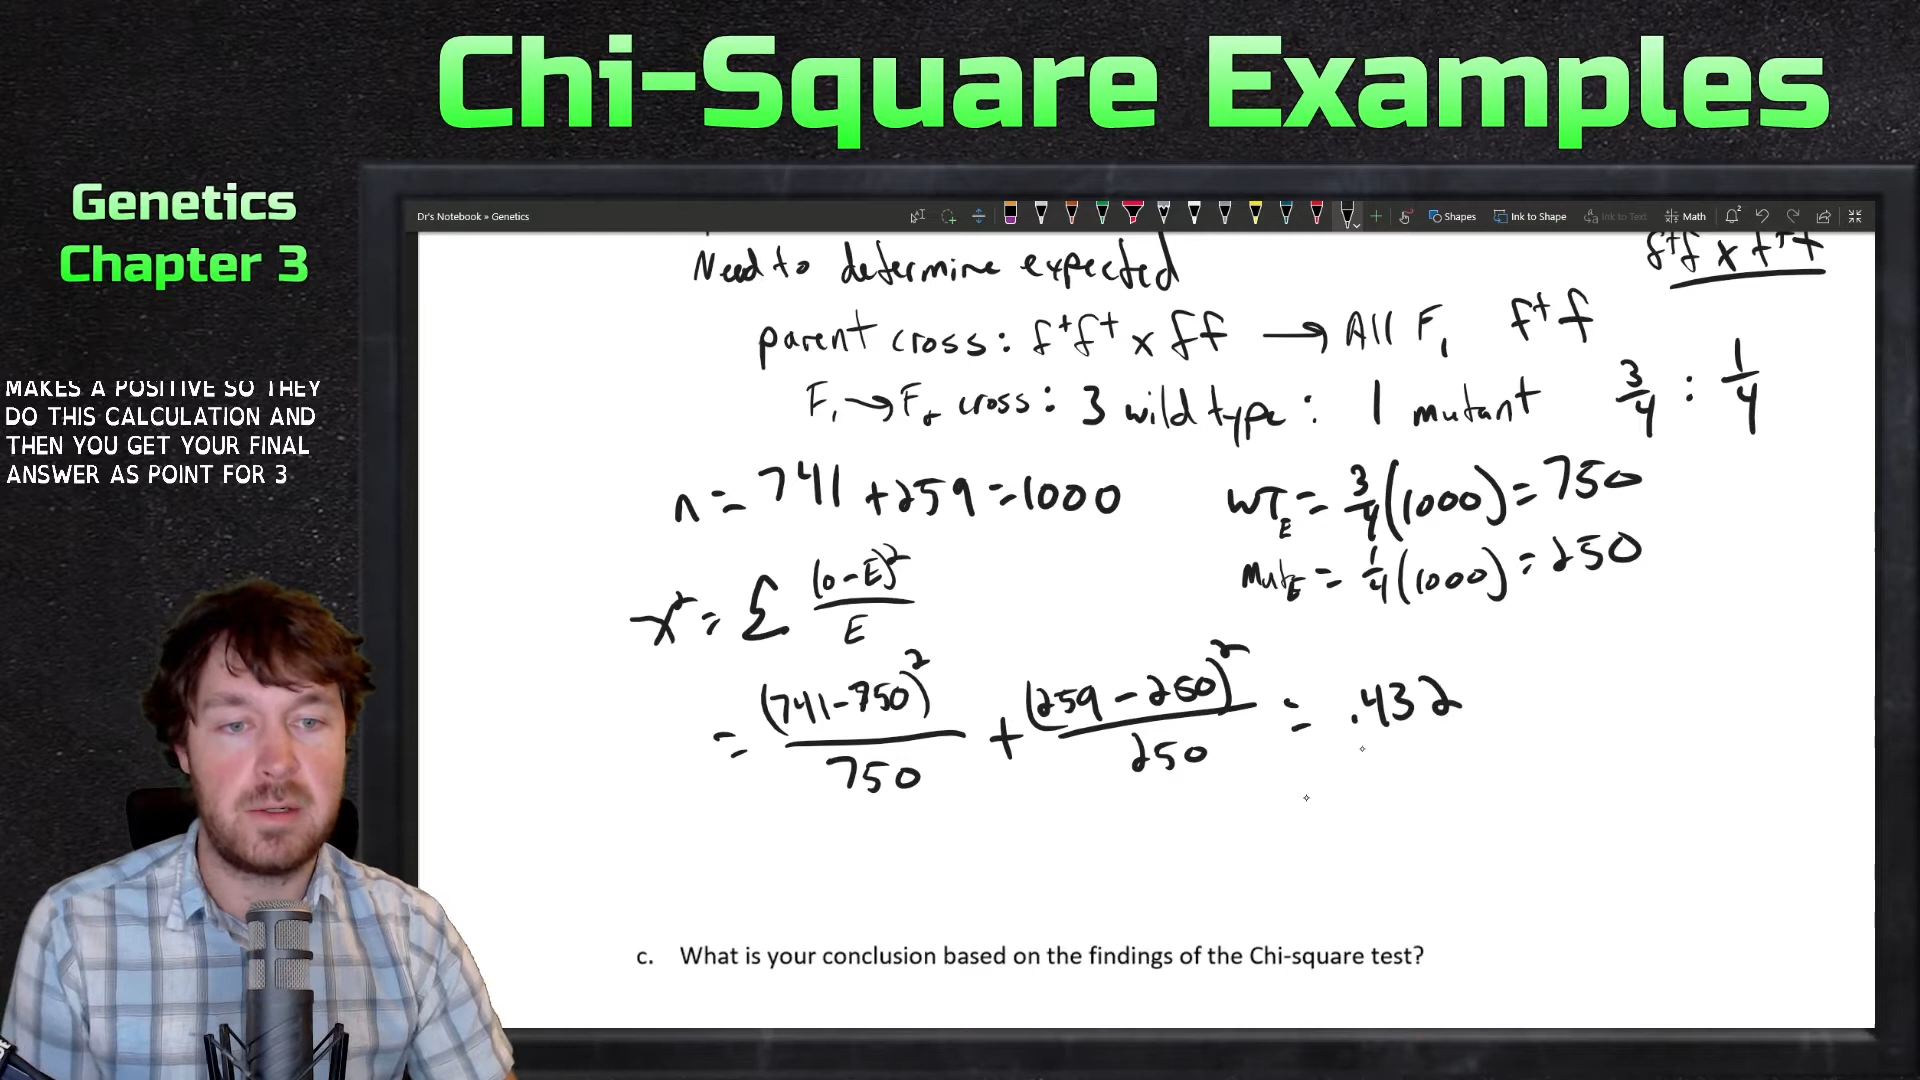 Chi-Square Examples
Genetics
Chapter 3
MAKES A POSITIVE SO THEY
DO THIS CALCULATION AND
THEN YOU GET YOUR FINAL
ANSWER AS POINT FOR 3
Dr's Notebook » Genetics
Shapes
Ink to Shape
Ink to Text
Math
f⁺f x f⁺f
Need to determine expected
parent cross: f⁺f⁺ x ff → All F₁ f⁺f
F₁ → F₂ cross: 3 wild type: 1 mutant 3/4 : 1/4
n = 741 + 259 = 1000
WT_E = 3/4 (1000) = 750
Mut_E = 1/4 (1000) = 250
χ² = Σ (O-E)² / E
= (741-750)² / 750 + (259-250)² / 250 = .432
c. What is your conclusion based on the findings of the Chi-square test?